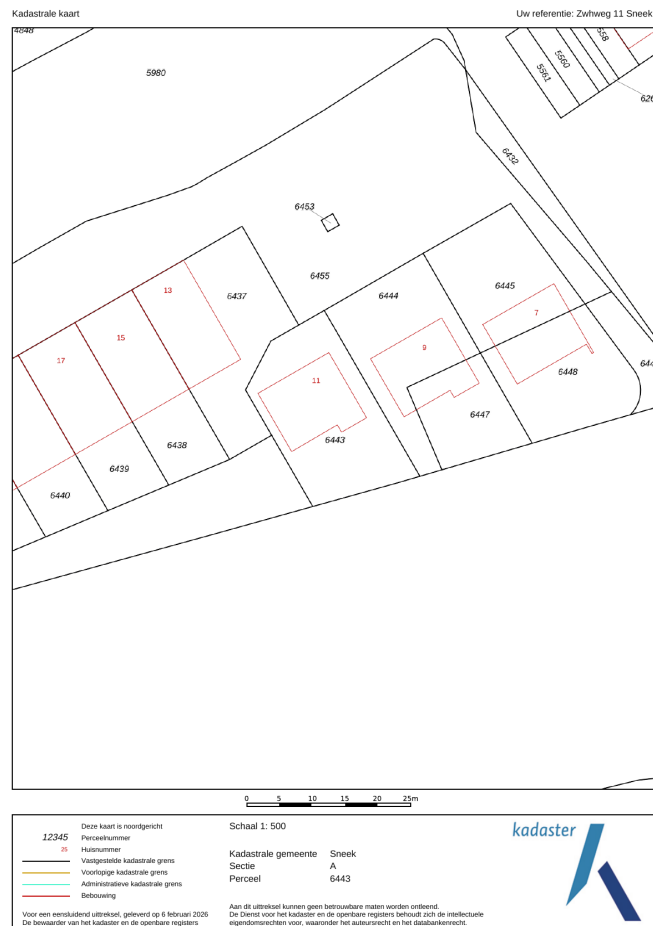 Kadastrale kaart
Uw referentie: Zwhweg 11 Sneek
4848
5980
5561
5560
6432
6453
6455
6437
6444
6445
13
15
17
7
9
11
6448
6447
6443
6438
6439
6440
0 5 10 15 20 25m
Deze kaart is noordgericht
12345 Perceelnummer
25 Huisnummer
Vastgestelde kadastrale grens
Voorlopige kadastrale grens
Administratieve kadastrale grens
Bebouwing
Voor een eensluidend uittreksel, geleverd op 6 februari 2026
De bewaarder van het kadaster en de openbare registers
Schaal 1: 500
Kadastrale gemeente Sneek
Sectie A
Perceel 6443
Aan dit uittreksel kunnen geen betrouwbare maten worden ontleend.
De Dienst voor het kadaster en de openbare registers behoudt zich de intellectuele
eigendomsrechten voor, waaronder het auteursrecht en het databankenrecht.
kadaster